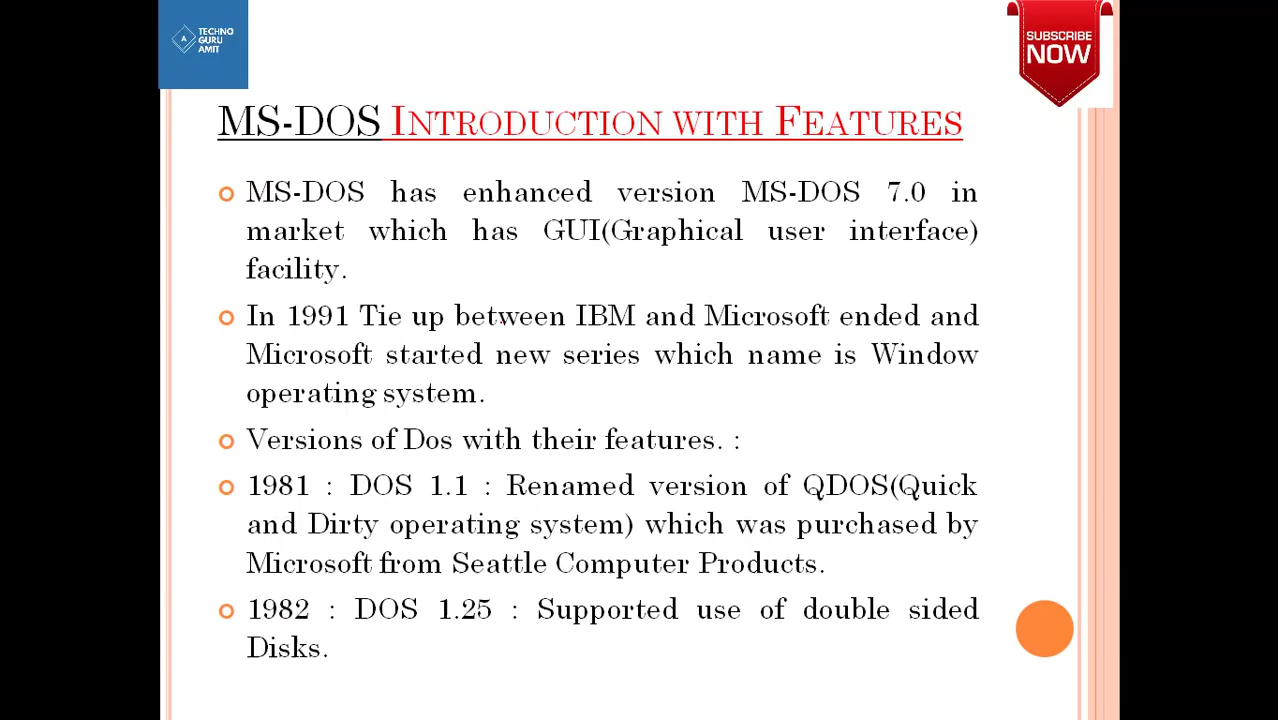 TECHNO
GURU
AMIT
SUBSCRIBE
NOW
MS-DOS INTRODUCTION WITH FEATURES
MS-DOS has enhanced version MS-DOS 7.0 in
market which has GUI(Graphical user interface)
facility.
In 1991 Tie up between IBM and Microsoft ended and
Microsoft started new series which name is Window
operating system.
Versions of Dos with their features. :
1981 : DOS 1.1 : Renamed version of QDOS(Quick
and Dirty operating system) which was purchased by
Microsoft from Seattle Computer Products.
1982 : DOS 1.25 : Supported use of double sided
Disks.